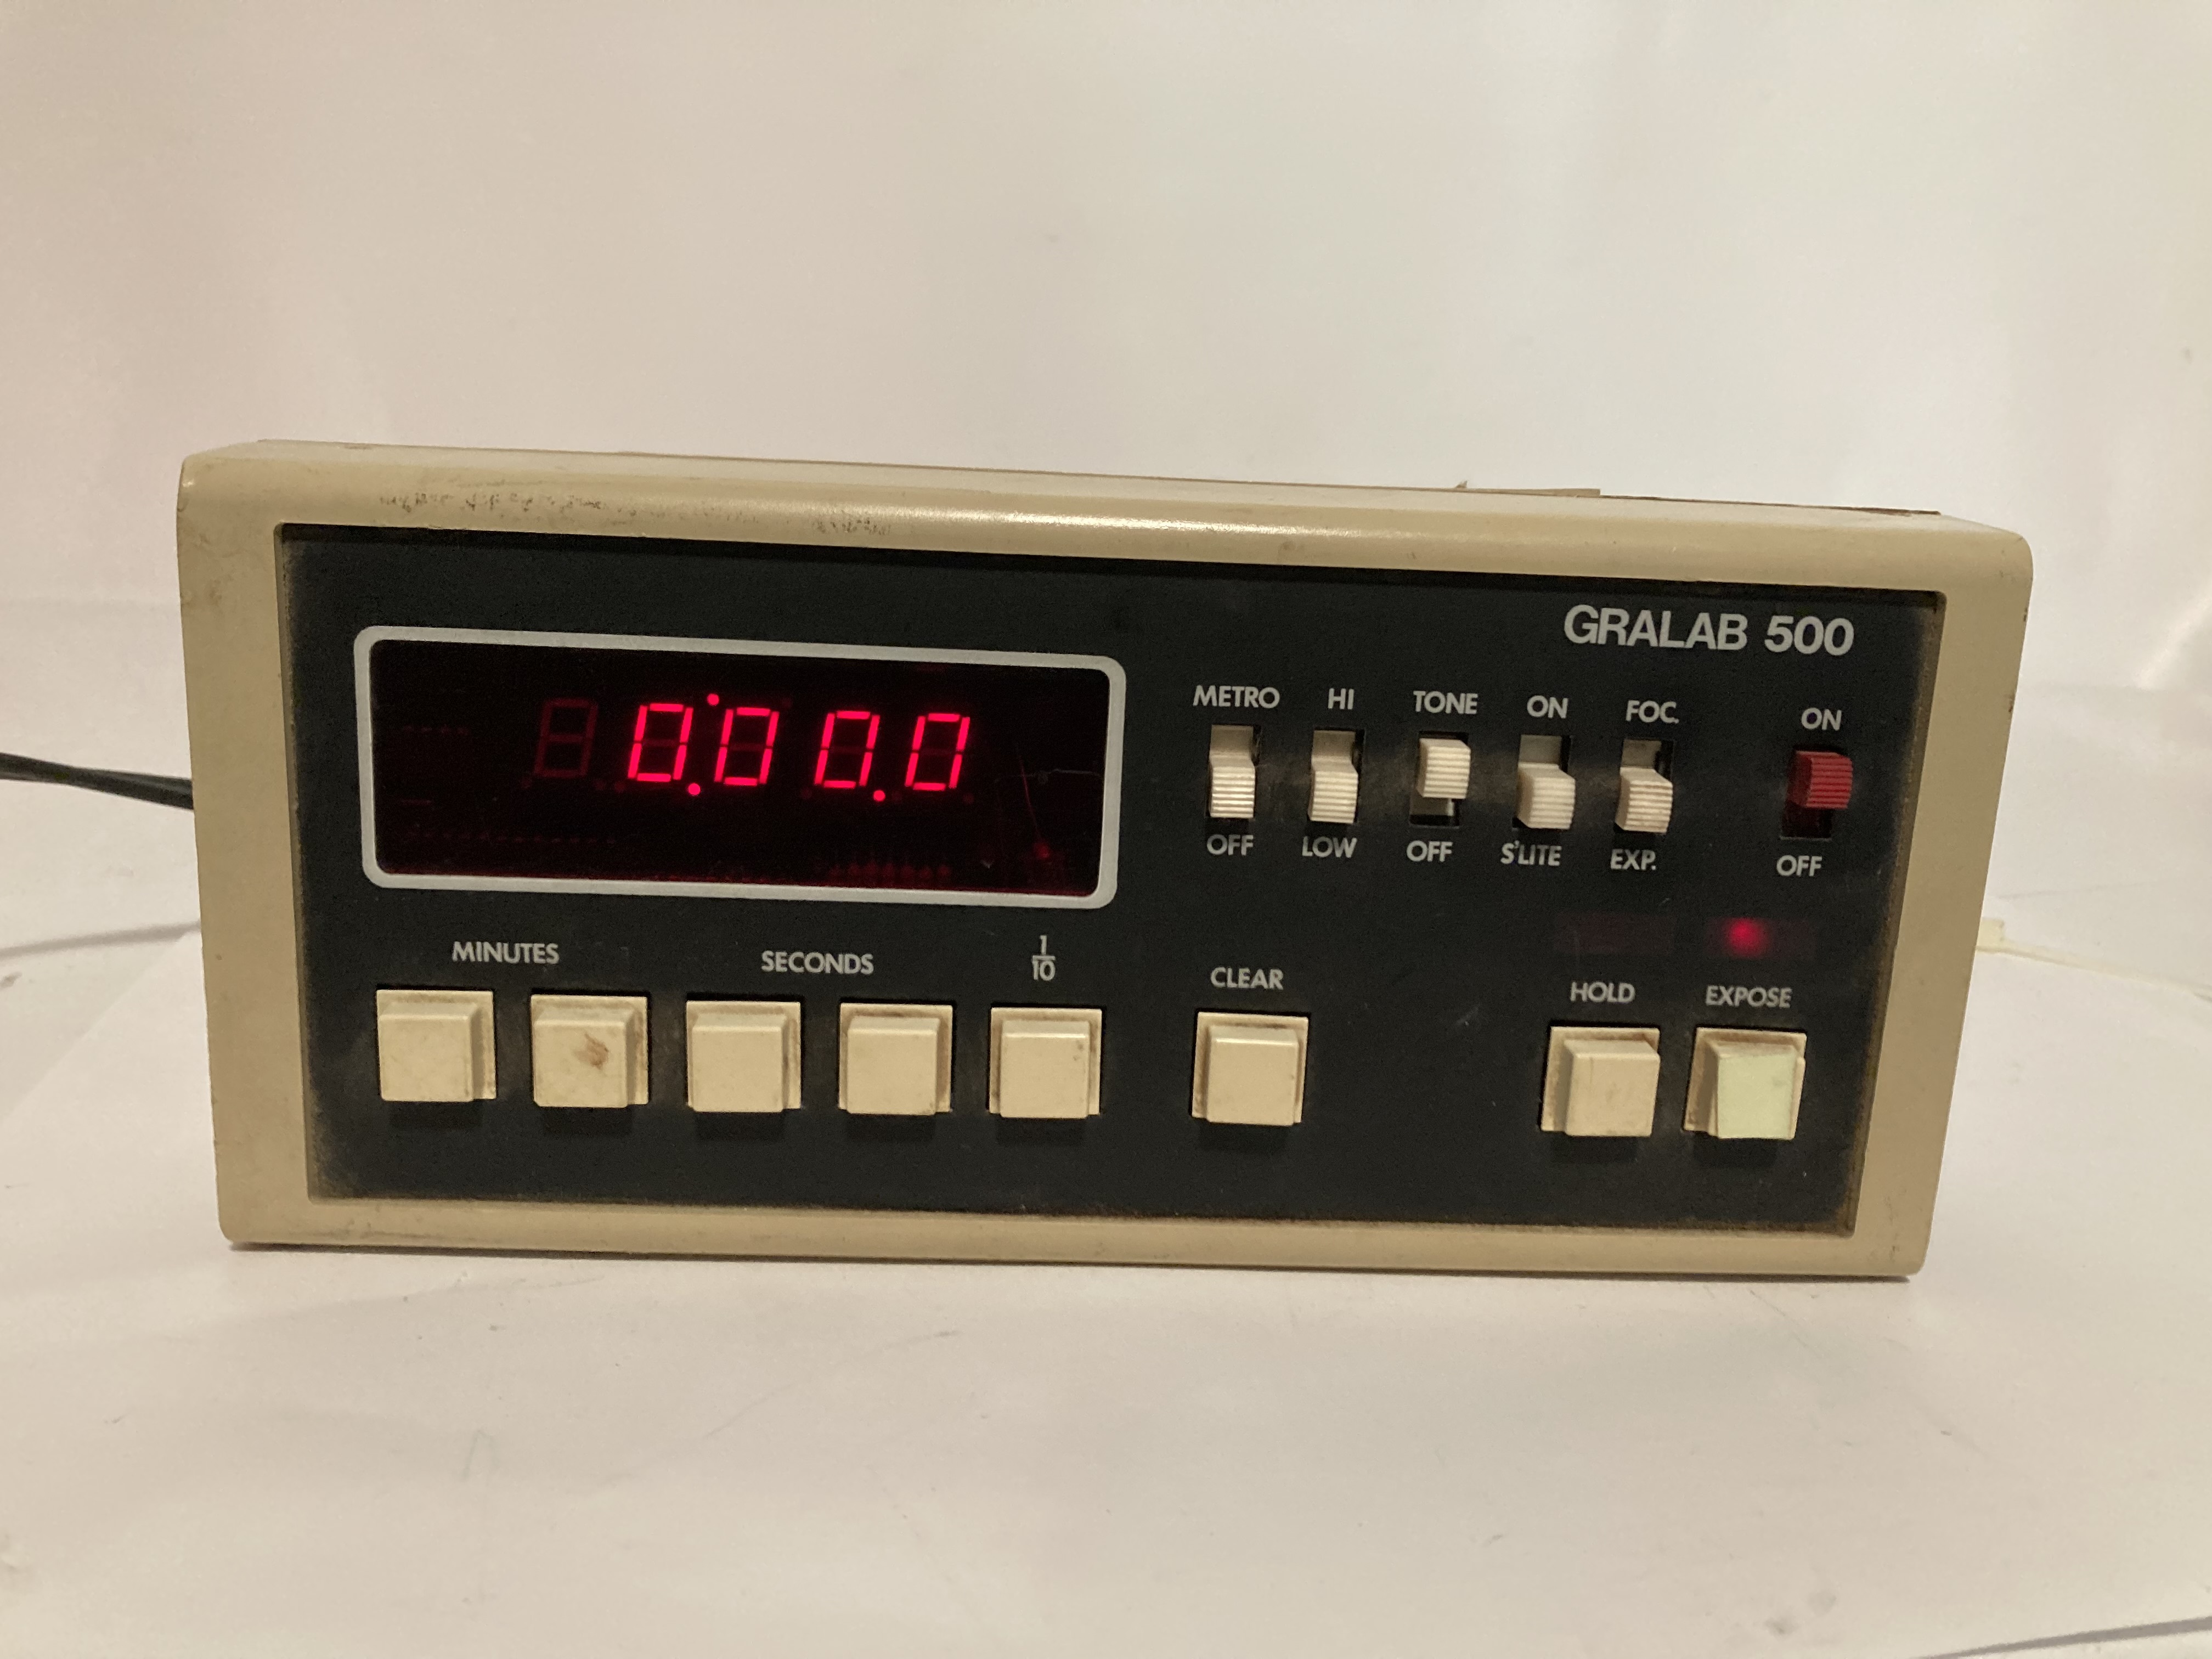 GRALAB 500
METRO HI TONE ON FOC. ON
0:00.0
OFF LOW OFF S'LITE EXP. OFF
MINUTES SECONDS 1/10 CLEAR HOLD EXPOSE